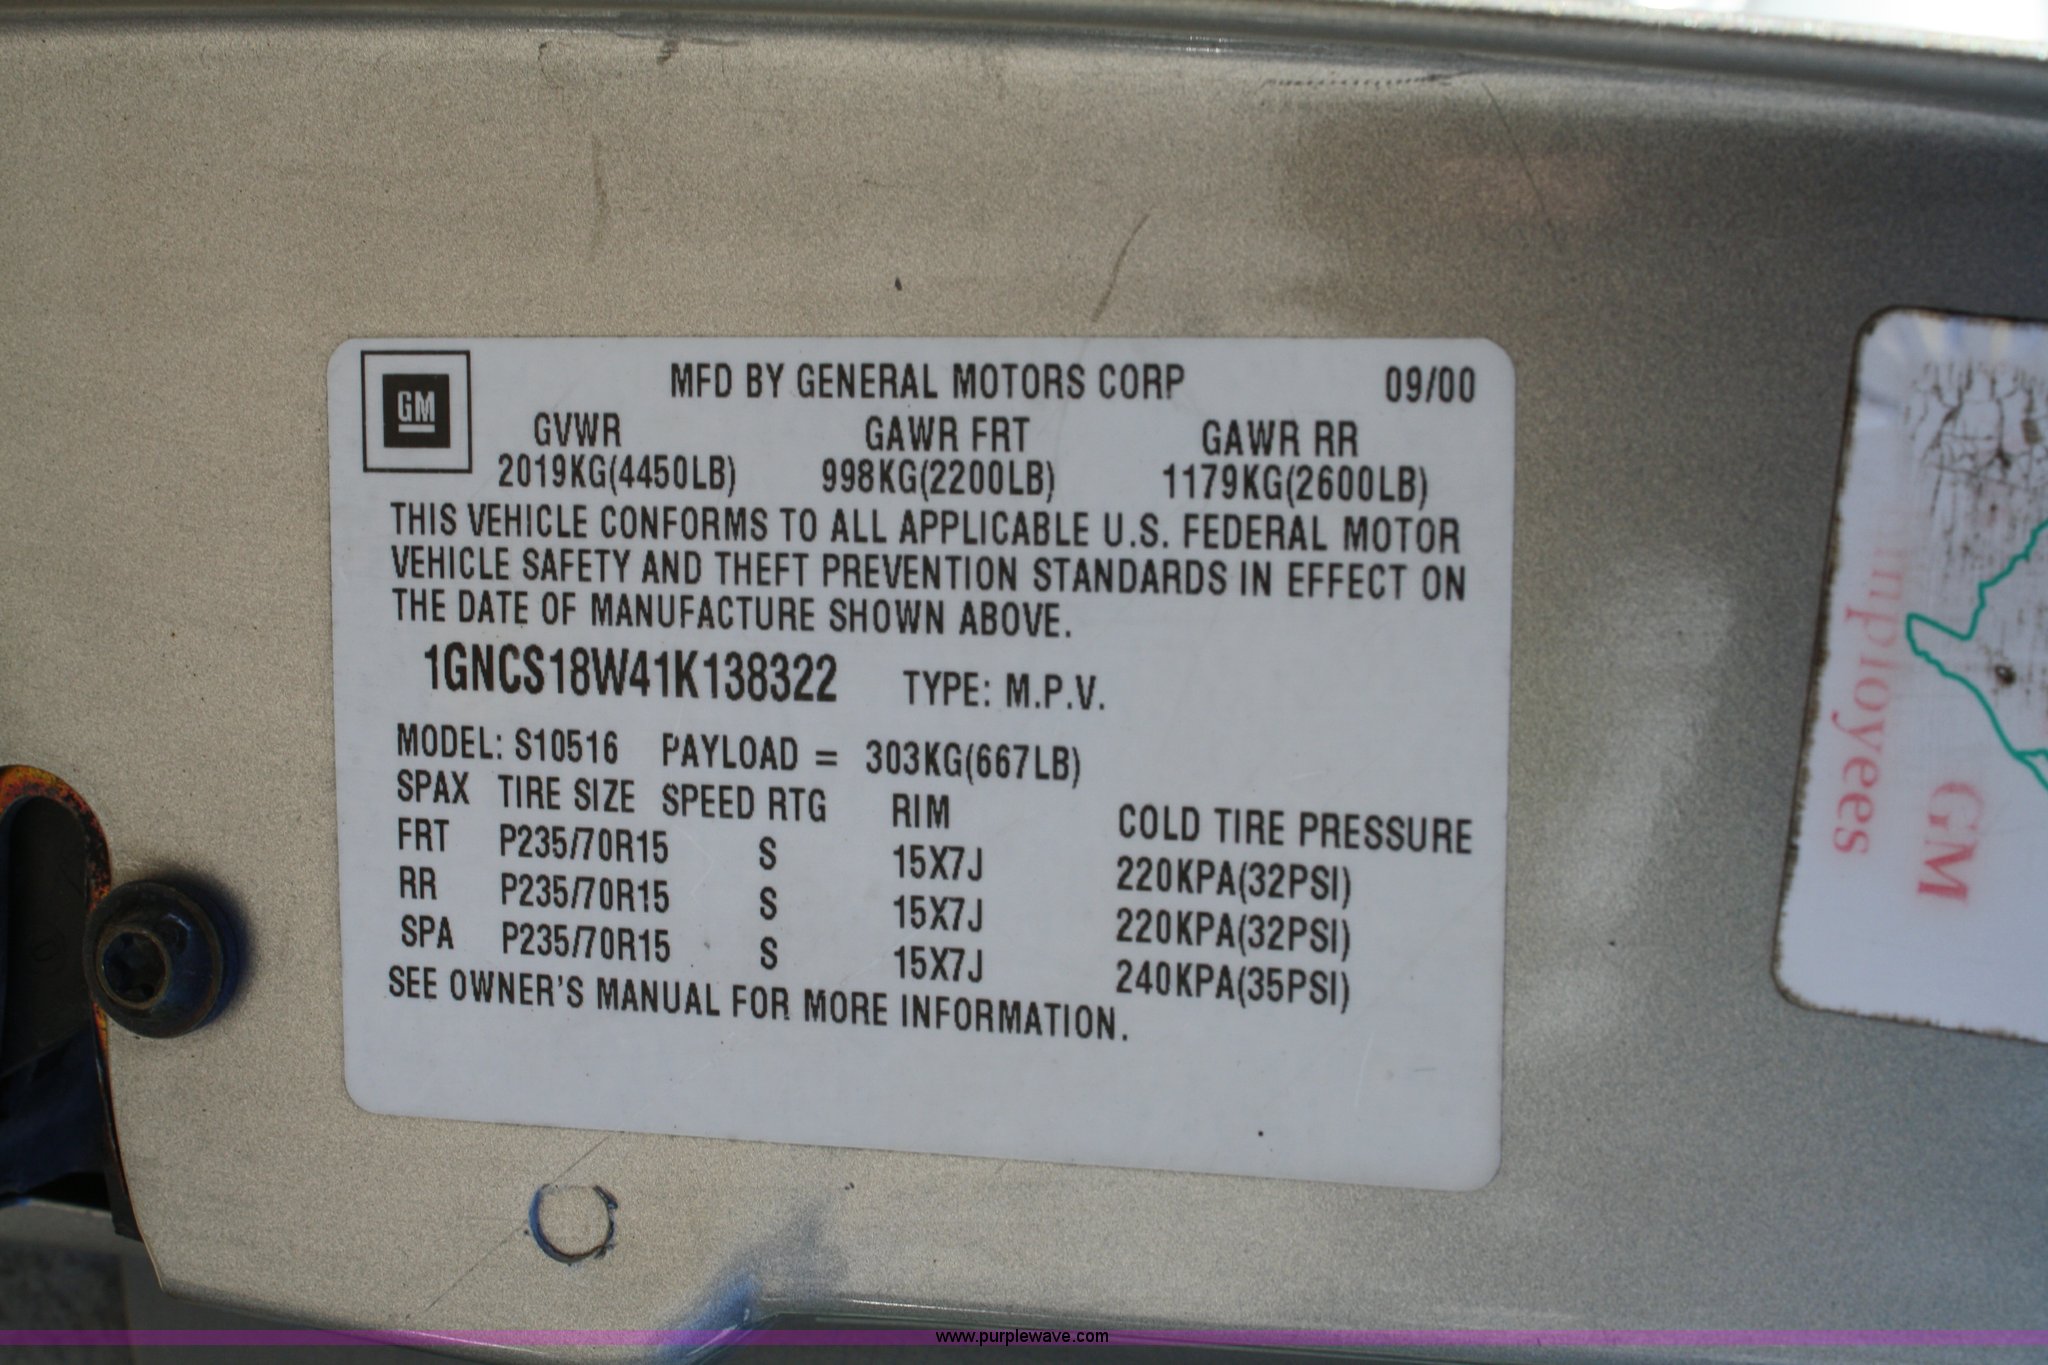 GM
MFD BY GENERAL MOTORS CORP 09/00
GVWR GAWR FRT GAWR RR
2019KG(4450LB) 998KG(2200LB) 1179KG(2600LB)
THIS VEHICLE CONFORMS TO ALL APPLICABLE U.S. FEDERAL MOTOR
VEHICLE SAFETY AND THEFT PREVENTION STANDARDS IN EFFECT ON
THE DATE OF MANUFACTURE SHOWN ABOVE.
1GNCS18W41K138322 TYPE: M.P.V.
MODEL: S10516 PAYLOAD = 303KG(667LB)
SPAX TIRE SIZE SPEED RTG RIM COLD TIRE PRESSURE
FRT P235/70R15 S 15X7J 220KPA(32PSI)
RR P235/70R15 S 15X7J 220KPA(32PSI)
SPA P235/70R15 S 15X7J 240KPA(35PSI)
SEE OWNER'S MANUAL FOR MORE INFORMATION.
GM
www.purplewave.com